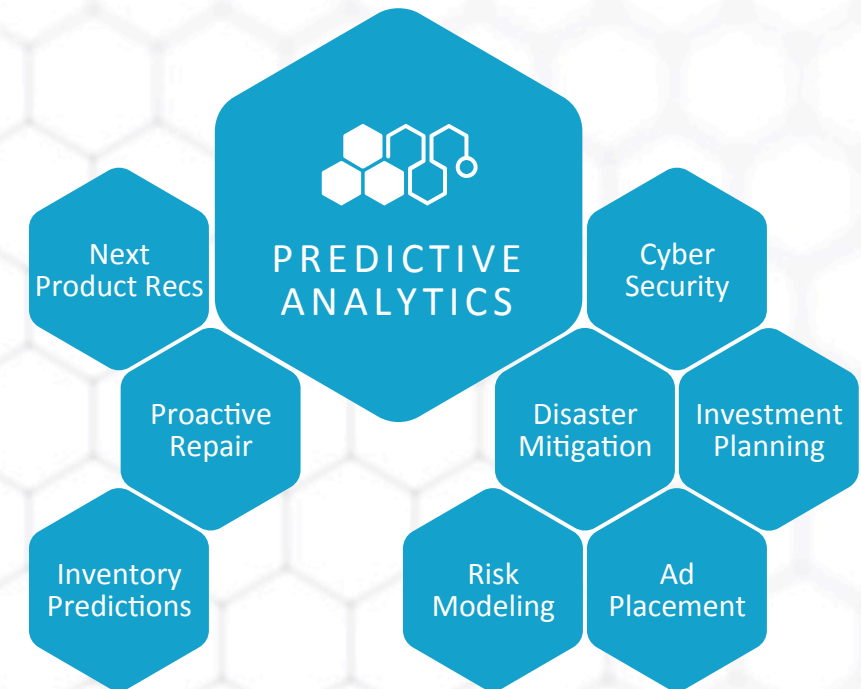 PREDICTIVE
ANALYTICS
Next
Product Recs
Cyber
Security
Proactive
Repair
Disaster
Mitigation
Investment
Planning
Inventory
Predictions
Risk
Modeling
Ad
Placement